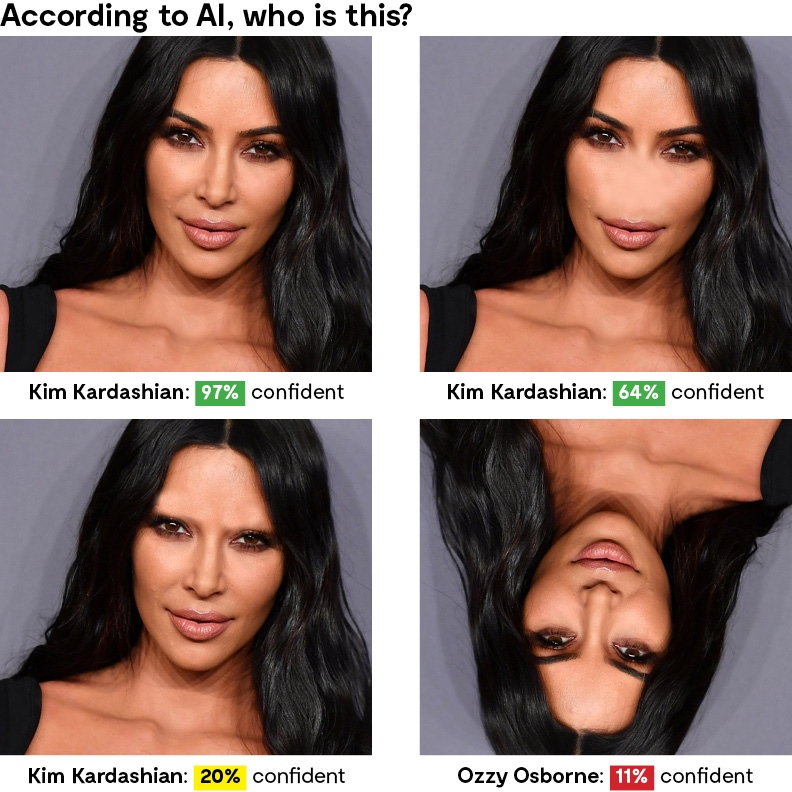 According to AI, who is this?
Kim Kardashian: 97% confident
Kim Kardashian: 64% confident
Kim Kardashian: 20% confident
Ozzy Osborne: 11% confident